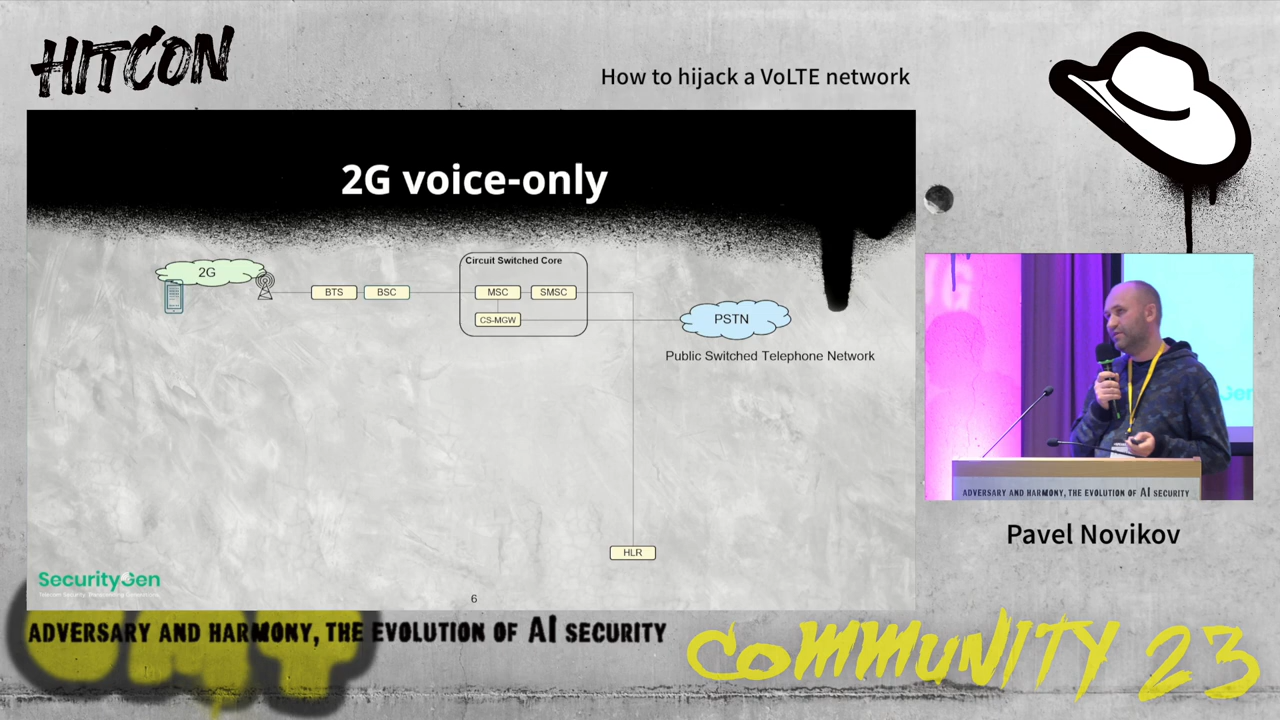 HITCON
How to hijack a VoLTE network
2G voice-only
2G
BTS
BSC
Circuit Switched Core
MSC
SMSC
CS-MGW
PSTN
Public Switched Telephone Network
HLR
SecurityGen
6
ADVERSARY AND HARMONY, THE EVOLUTION OF AI SECURITY
Pavel Novikov
ADVERSARY AND HARMONY, THE EVOLUTION OF AI SECURITY
COMMUNITY 23